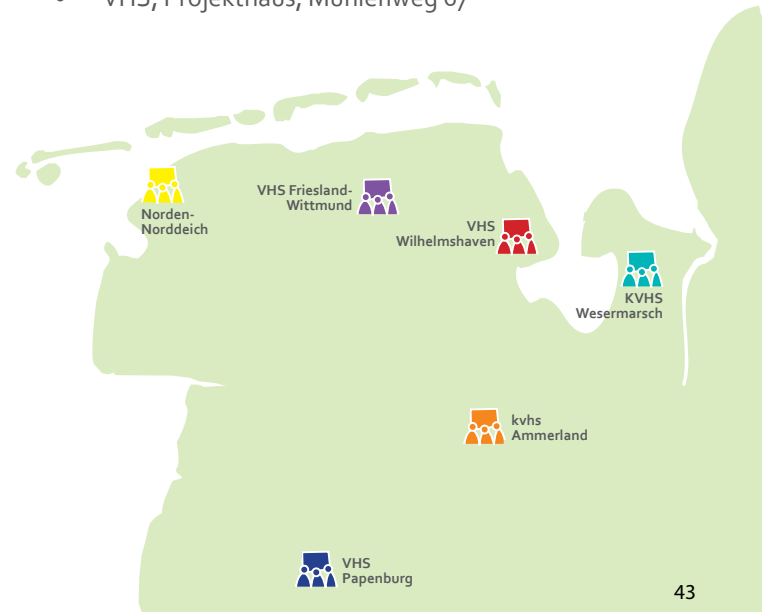 VHS, Projekthaus, Mühlenweg 67
Norden-
Norddeich
VHS Friesland-
Wittmund
VHS
Wilhelmshaven
KVHS
Wesermarsch
kvhs
Ammerland
VHS
Papenburg
43